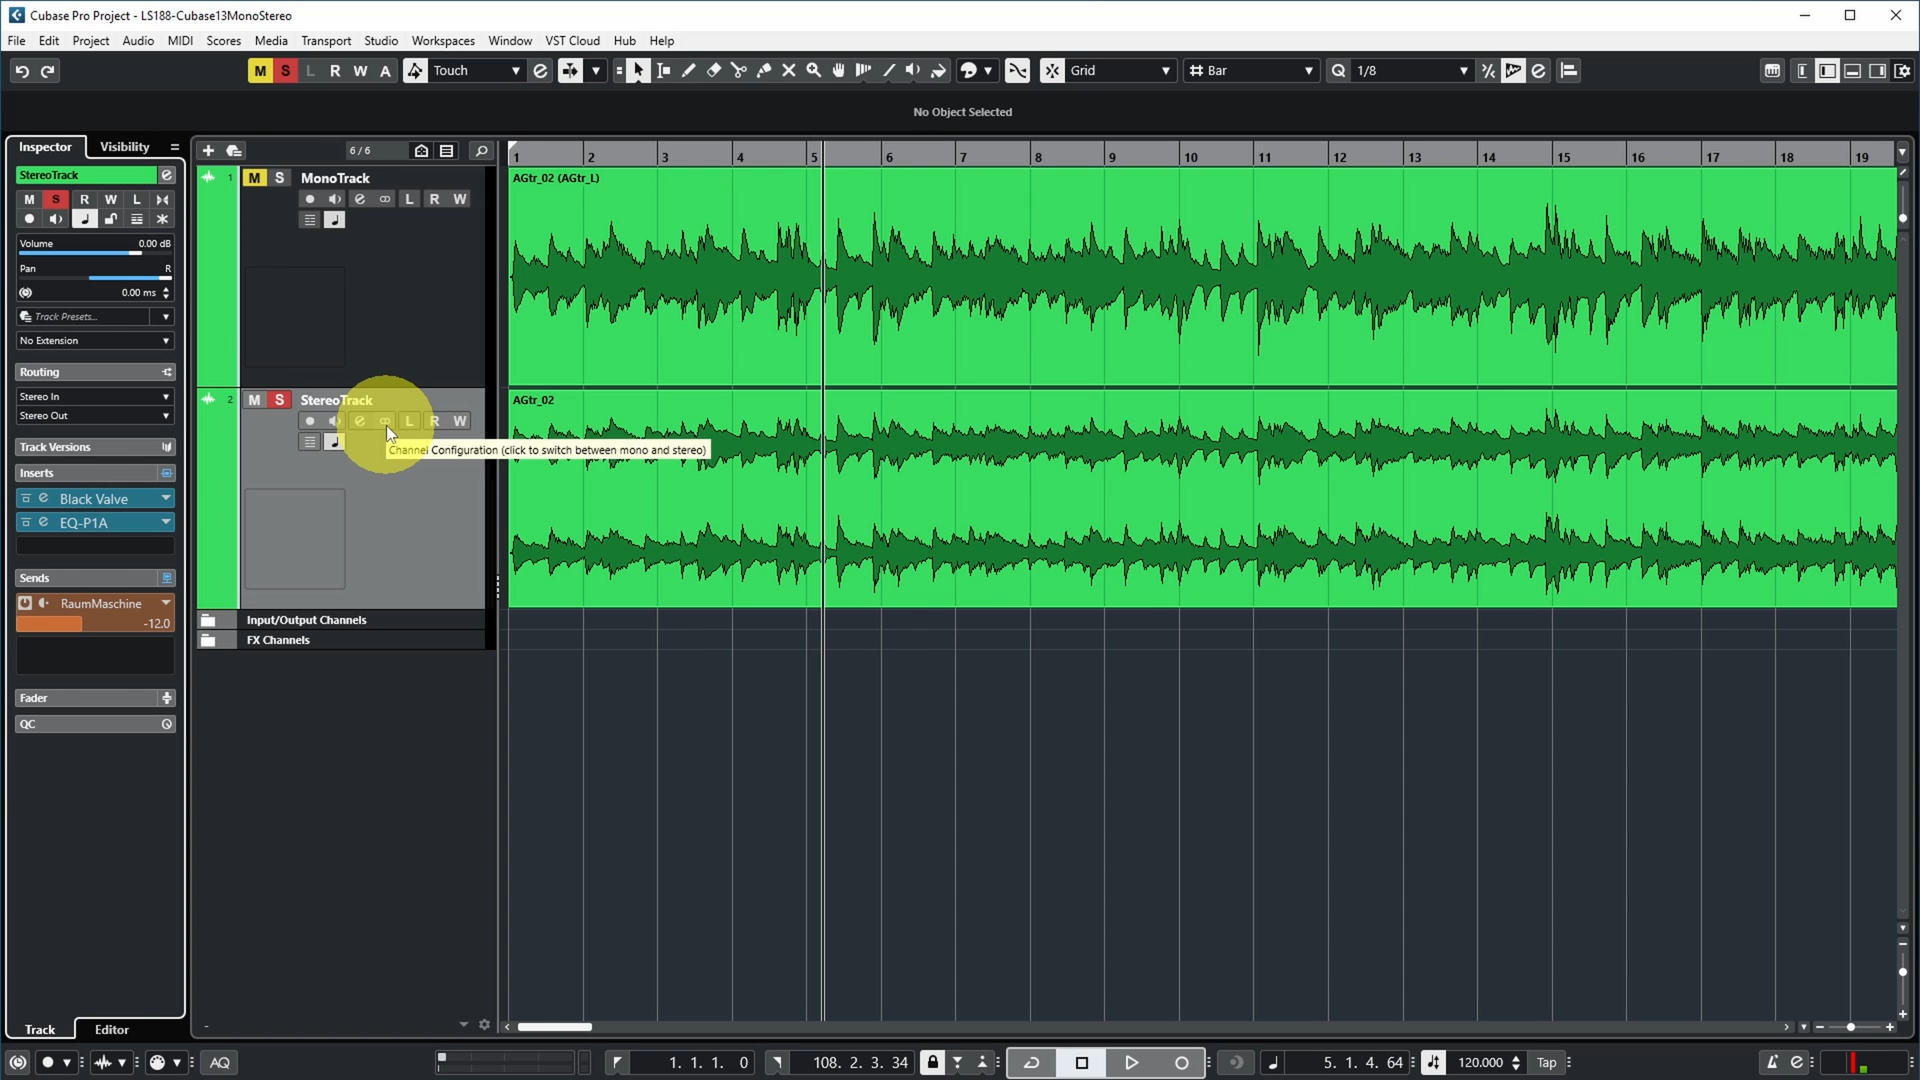 Cubase Pro Project - LS188-Cubase13MonoStereo
File Edit Project Audio MIDI Scores Media Transport Studio Workspaces Window VST Cloud Hub Help
M S L R W A Touch Grid Bar Q 1/8
No Object Selected
Inspector Visibility
StereoTrack
M S R W L
Volume 0.00 dB
Pan R
0.00 ms
Track Presets...
No Extension
Routing
Stereo In
Stereo Out
Track Versions
Inserts
Black Valve
EQ-P1A
Sends
RaumMaschine
-12.0
Fader
QC
Track Editor
6 / 6
1 M S MonoTrack
L R W
2 M S StereoTrack
L R W
Channel Configuration (click to switch between mono and stereo)
Input/Output Channels
FX Channels
1 2 3 4 5 6 7 8 9 10 11 12 13 14 15 16 17 18 19
AGtr_02 (AGtr_L)
AGtr_02
AQ
1. 1. 1. 0
108. 2. 3. 34
5. 1. 4. 64
120.000
Tap